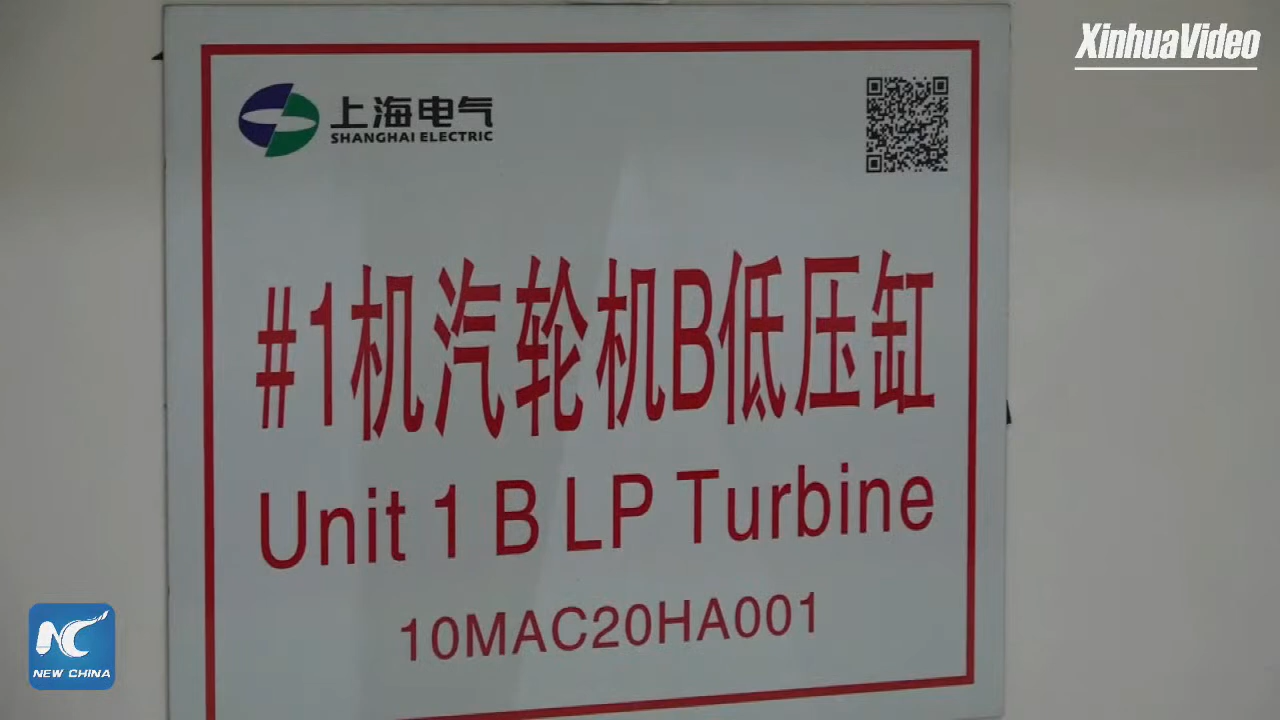 XinhuaVideo
上海电气
SHANGHAI ELECTRIC
#1机汽轮机B低压缸
Unit 1 B LP Turbine
10MAC20HA001
NC
NEW CHINA